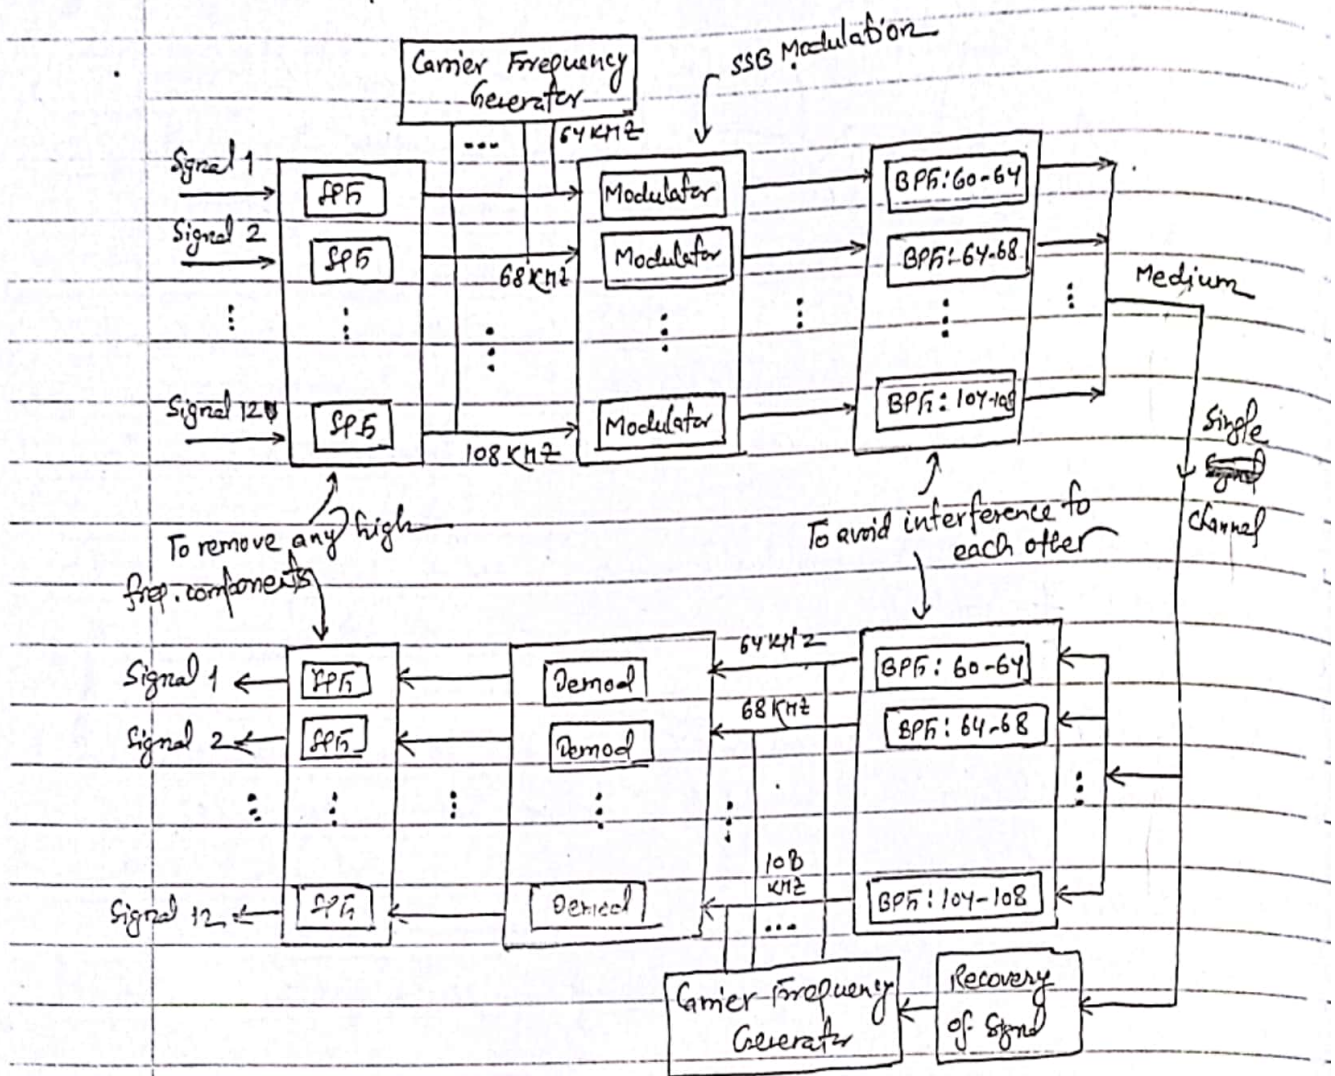 Carrier Frrequency
Generator
SSB Modulation
64 KHZ
Signal 1
LPF
Modulator
BPF: 60-64
Signal 2
LPF
68 KHZ
Modulator
BPF: 64-68
Medium
Signal 12
LPF
108 KHZ
Modulator
BPF: 104-108
Single
channel
To remove any high
freq. components
To avoid interference to
each other
Signal 1
LPF
Demod
64 KHZ
BPF: 60-64
Signal 2
LPF
Demod
68 KHZ
BPF: 64-68
108
KHZ
Signal 12
LPF
Demod
BPF: 104-108
Carrier Frrequency
Generator
Recovery
of Signal